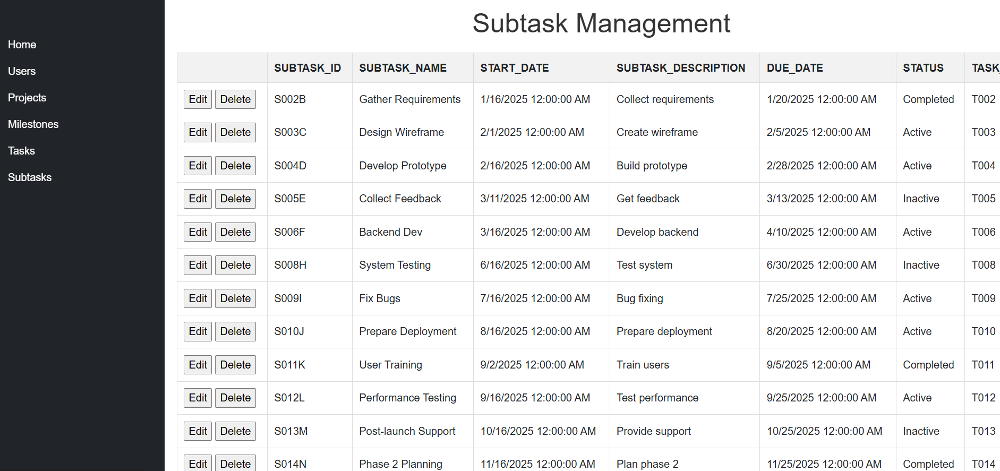 Subtask Management
Home
Users
Projects
Milestones
Tasks
Subtasks
SUBTASK_ID SUBTASK_NAME START_DATE SUBTASK_DESCRIPTION DUE_DATE STATUS TASK_
Edit Delete S002B Gather Requirements 1/16/2025 12:00:00 AM Collect requirements 1/20/2025 12:00:00 AM Completed T002
Edit Delete S003C Design Wireframe 2/1/2025 12:00:00 AM Create wireframe 2/5/2025 12:00:00 AM Active T003
Edit Delete S004D Develop Prototype 2/16/2025 12:00:00 AM Build prototype 2/28/2025 12:00:00 AM Active T004
Edit Delete S005E Collect Feedback 3/11/2025 12:00:00 AM Get feedback 3/13/2025 12:00:00 AM Inactive T005
Edit Delete S006F Backend Dev 3/16/2025 12:00:00 AM Develop backend 4/10/2025 12:00:00 AM Active T006
Edit Delete S008H System Testing 6/16/2025 12:00:00 AM Test system 6/30/2025 12:00:00 AM Inactive T008
Edit Delete S009I Fix Bugs 7/16/2025 12:00:00 AM Bug fixing 7/25/2025 12:00:00 AM Active T009
Edit Delete S010J Prepare Deployment 8/16/2025 12:00:00 AM Prepare deployment 8/20/2025 12:00:00 AM Active T010
Edit Delete S011K User Training 9/2/2025 12:00:00 AM Train users 9/5/2025 12:00:00 AM Completed T011
Edit Delete S012L Performance Testing 9/16/2025 12:00:00 AM Test performance 9/25/2025 12:00:00 AM Active T012
Edit Delete S013M Post-launch Support 10/16/2025 12:00:00 AM Provide support 10/25/2025 12:00:00 AM Inactive T013
Edit Delete S014N Phase 2 Planning 11/16/2025 12:00:00 AM Plan phase 2 11/25/2025 12:00:00 AM Completed T014